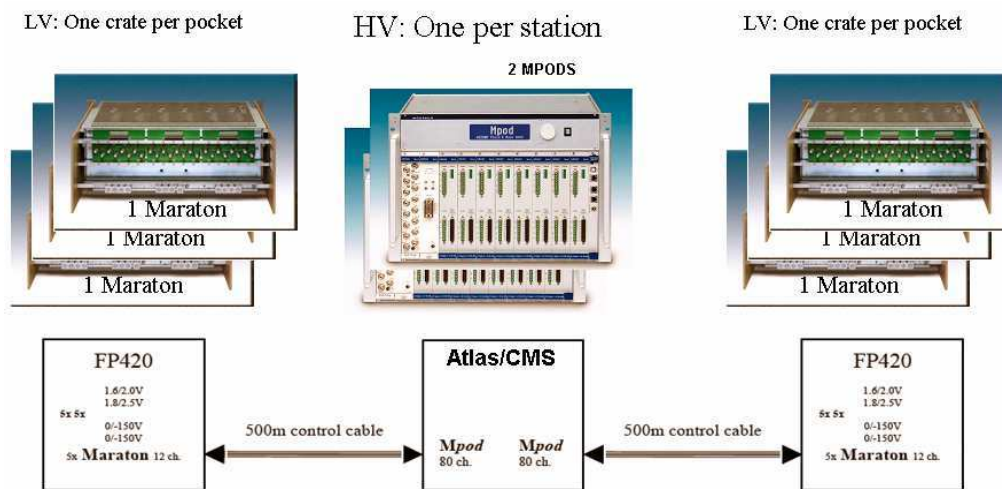 LV: One crate per pocket
HV: One per station
LV: One crate per pocket
2 MPODS
Mpod
1 Maraton
1 Maraton
1 Maraton
1 Maraton
1 Maraton
1 Maraton
FP420
1.6/2.0V
1.8/2.5V
5x 5x
0/-150V
0/-150V
5x Maraton 12 ch.
500m control cable
Atlas/CMS
Mpod Mpod
80 ch. 80 ch.
500m control cable
FP420
1.6/2.0V
1.8/2.5V
5x 5x
0/-150V
0/-150V
5x Maraton 12 ch.